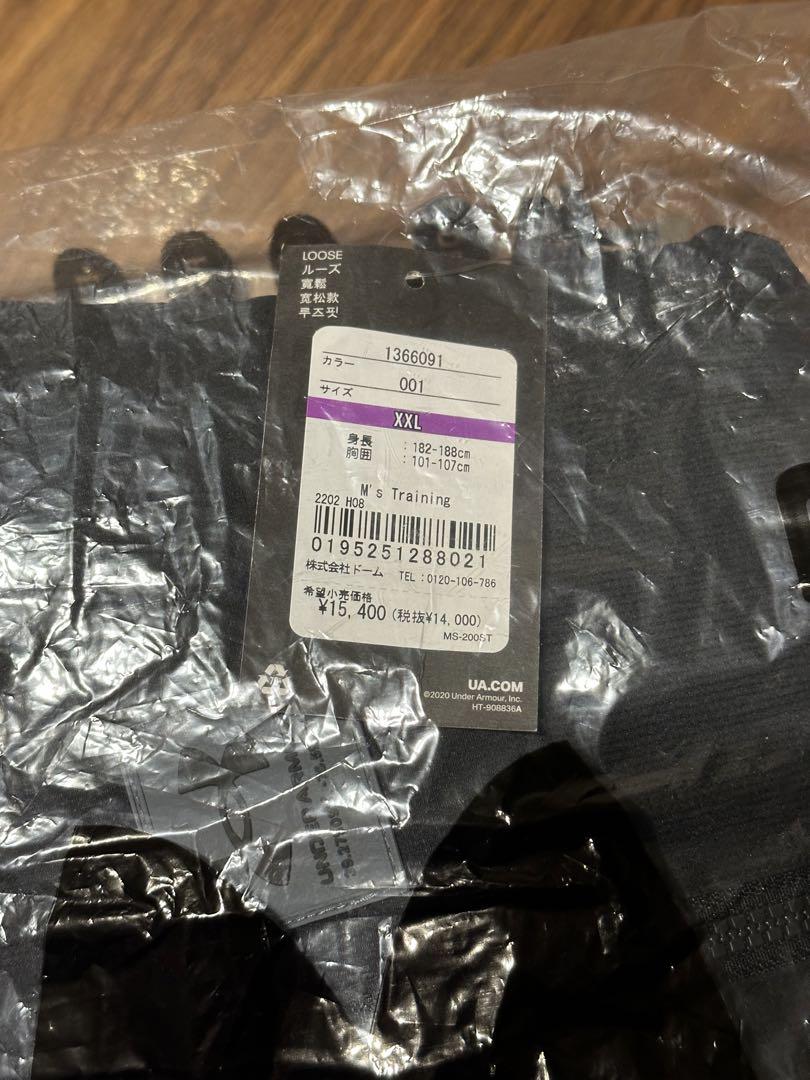 LOOSE
ルーズ
寬鬆
宽松款
루즈핏
1366091
カラー 001
サイズ
XXL
身長 : 182-188cm
胸囲 : 101-107cm
M's Training
2202 H08
0195251288021
株式会社ドーム TEL:0120-106-786
希望小売価格
¥15,400 (税抜¥14,000)
MS-200ST
UA.COM
©2020 Under Armour, Inc.
HT-908836A